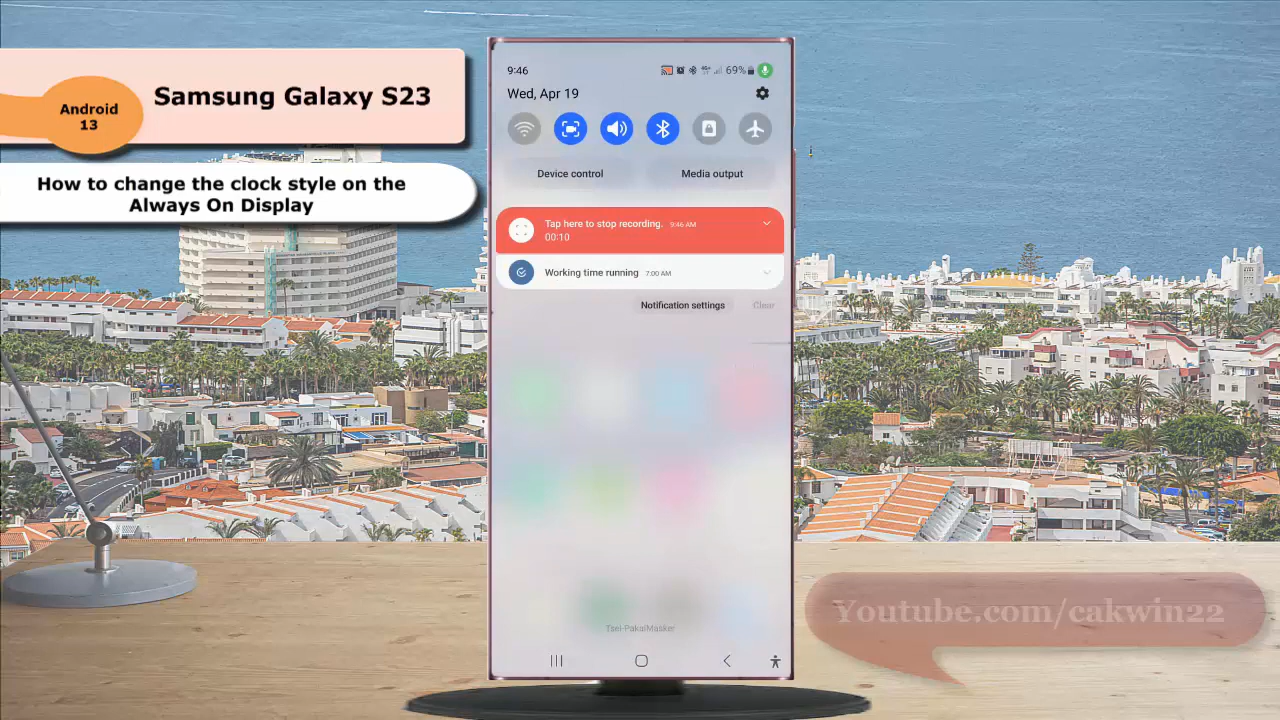 Samsung Galaxy S23
Android
13
How to change the clock style on the
Always On Display
9:46
69%
Wed, Apr 19
Device control
Media output
Tap here to stop recording. 9:46 AM
00:10
Working time running 7:00 AM
Notification settings
Clear
Tsel-PakaiMasker
Youtube.com/cakwin22